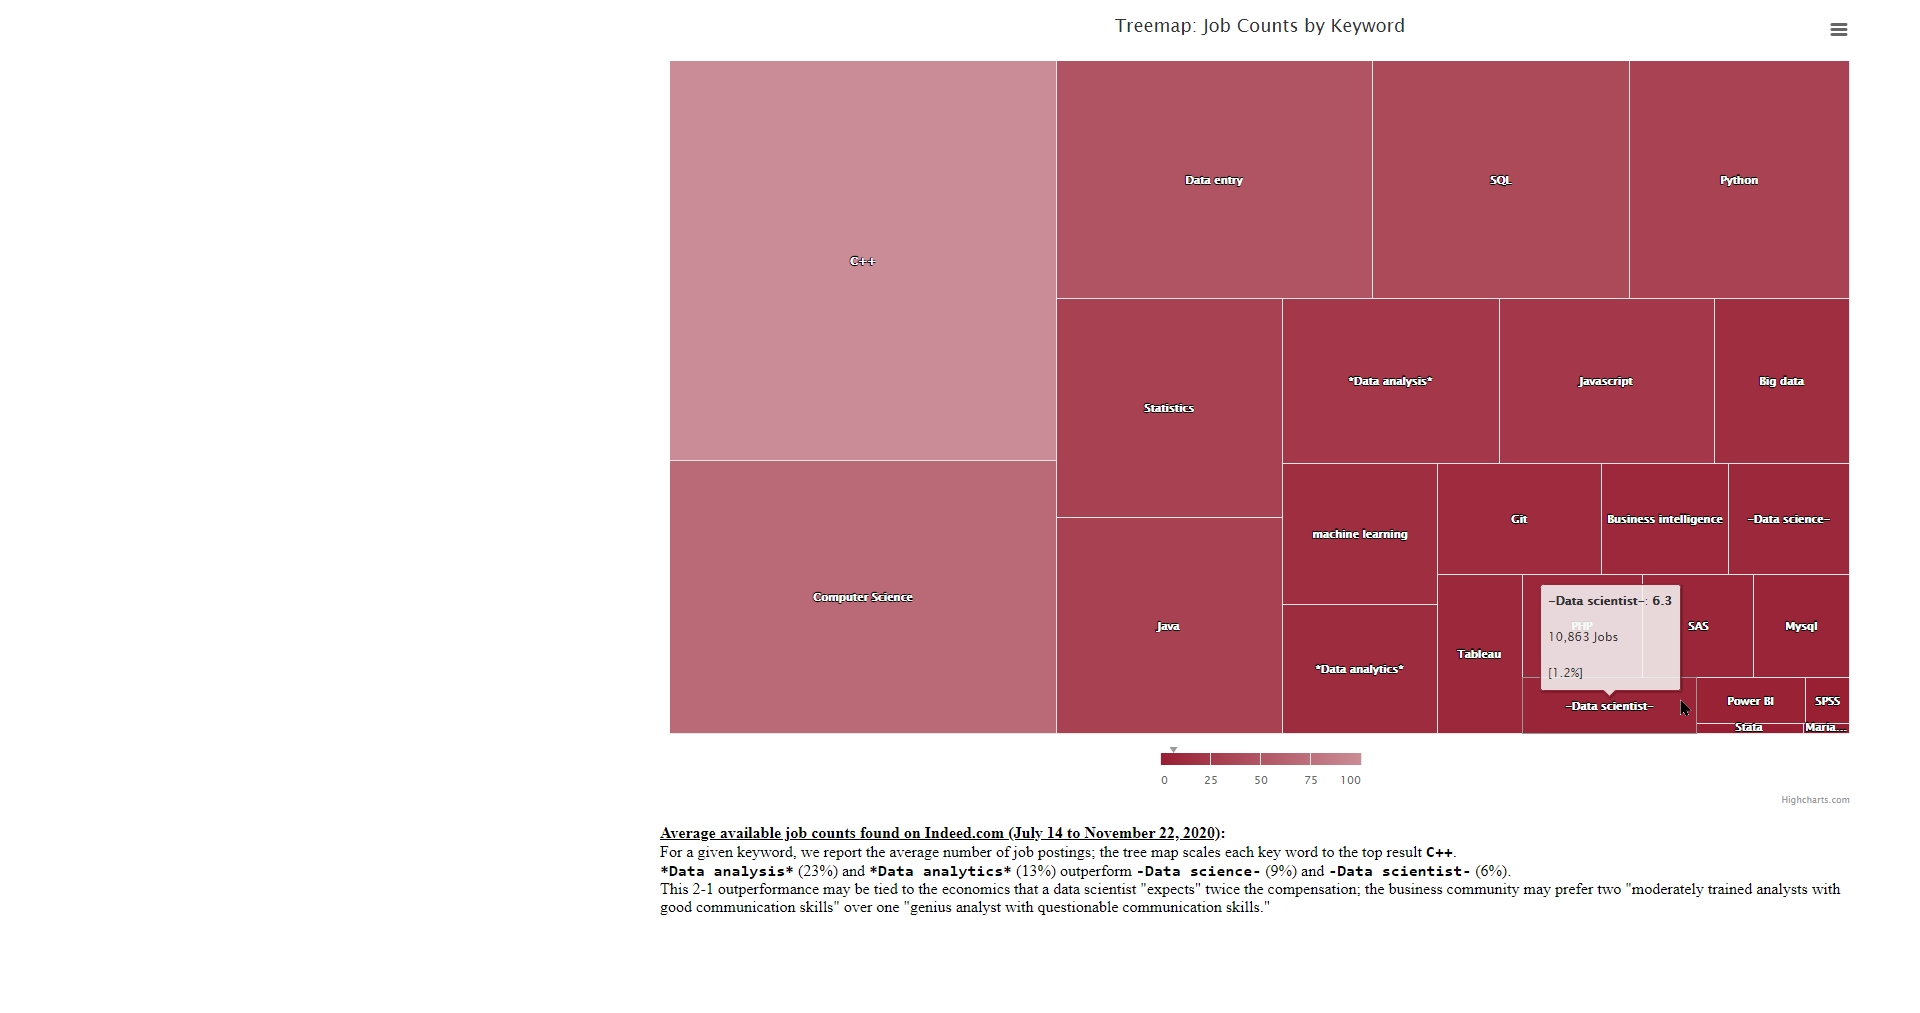 Treemap: Job Counts by Keyword
C++
Data entry
SQL
Python
Statistics
*Data analysis*
Javascript
Big data
machine learning
Git
Business intelligence
-Data science-
Computer Science
Java
*Data analytics*
Tableau
PHP
SAS
Mysql
-Data scientist-: 6.3
10,863 Jobs
[1.2%]
-Data scientist-
Power BI
SPSS
Stata
Maria...
0 25 50 75 100
Highcharts.com
Average available job counts found on Indeed.com (July 14 to November 22, 2020):
For a given keyword, we report the average number of job postings; the tree map scales each key word to the top result C++.
*Data analysis* (23%) and *Data analytics* (13%) outperform -Data science- (9%) and -Data scientist- (6%).
This 2-1 outperformance may be tied to the economics that a data scientist "expects" twice the compensation; the business community may prefer two "moderately trained analysts with
good communication skills" over one "genius analyst with questionable communication skills."